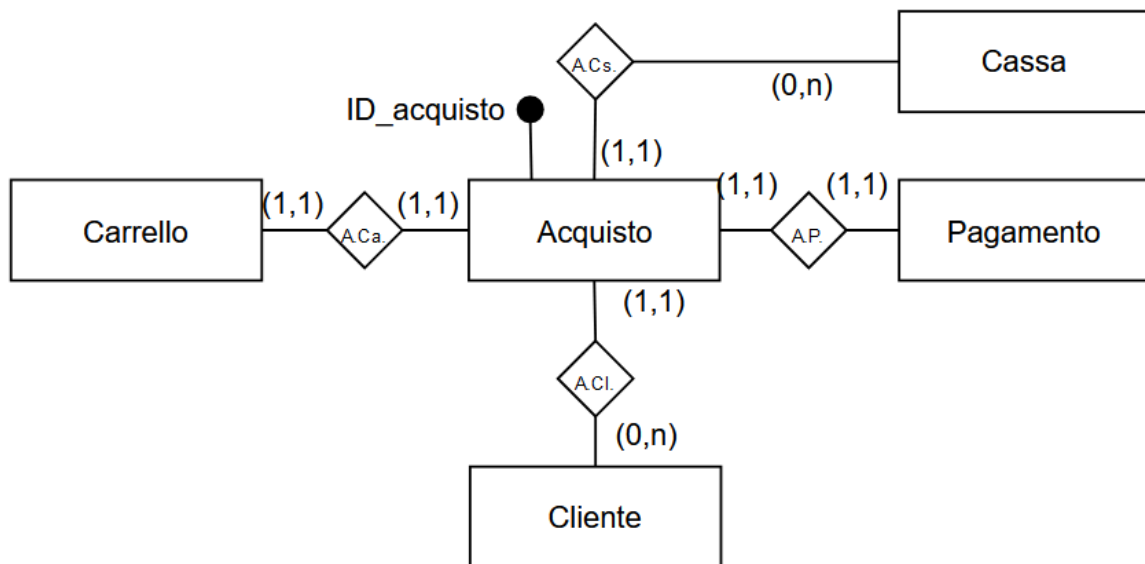 A.Cs.
Cassa
(0,n)
ID_acquisto
(1,1)
(1,1)
(1,1)
(1,1)
(1,1)
Carrello
A.Ca.
Acquisto
A.P.
Pagamento
(1,1)
A.Cl.
(0,n)
Cliente